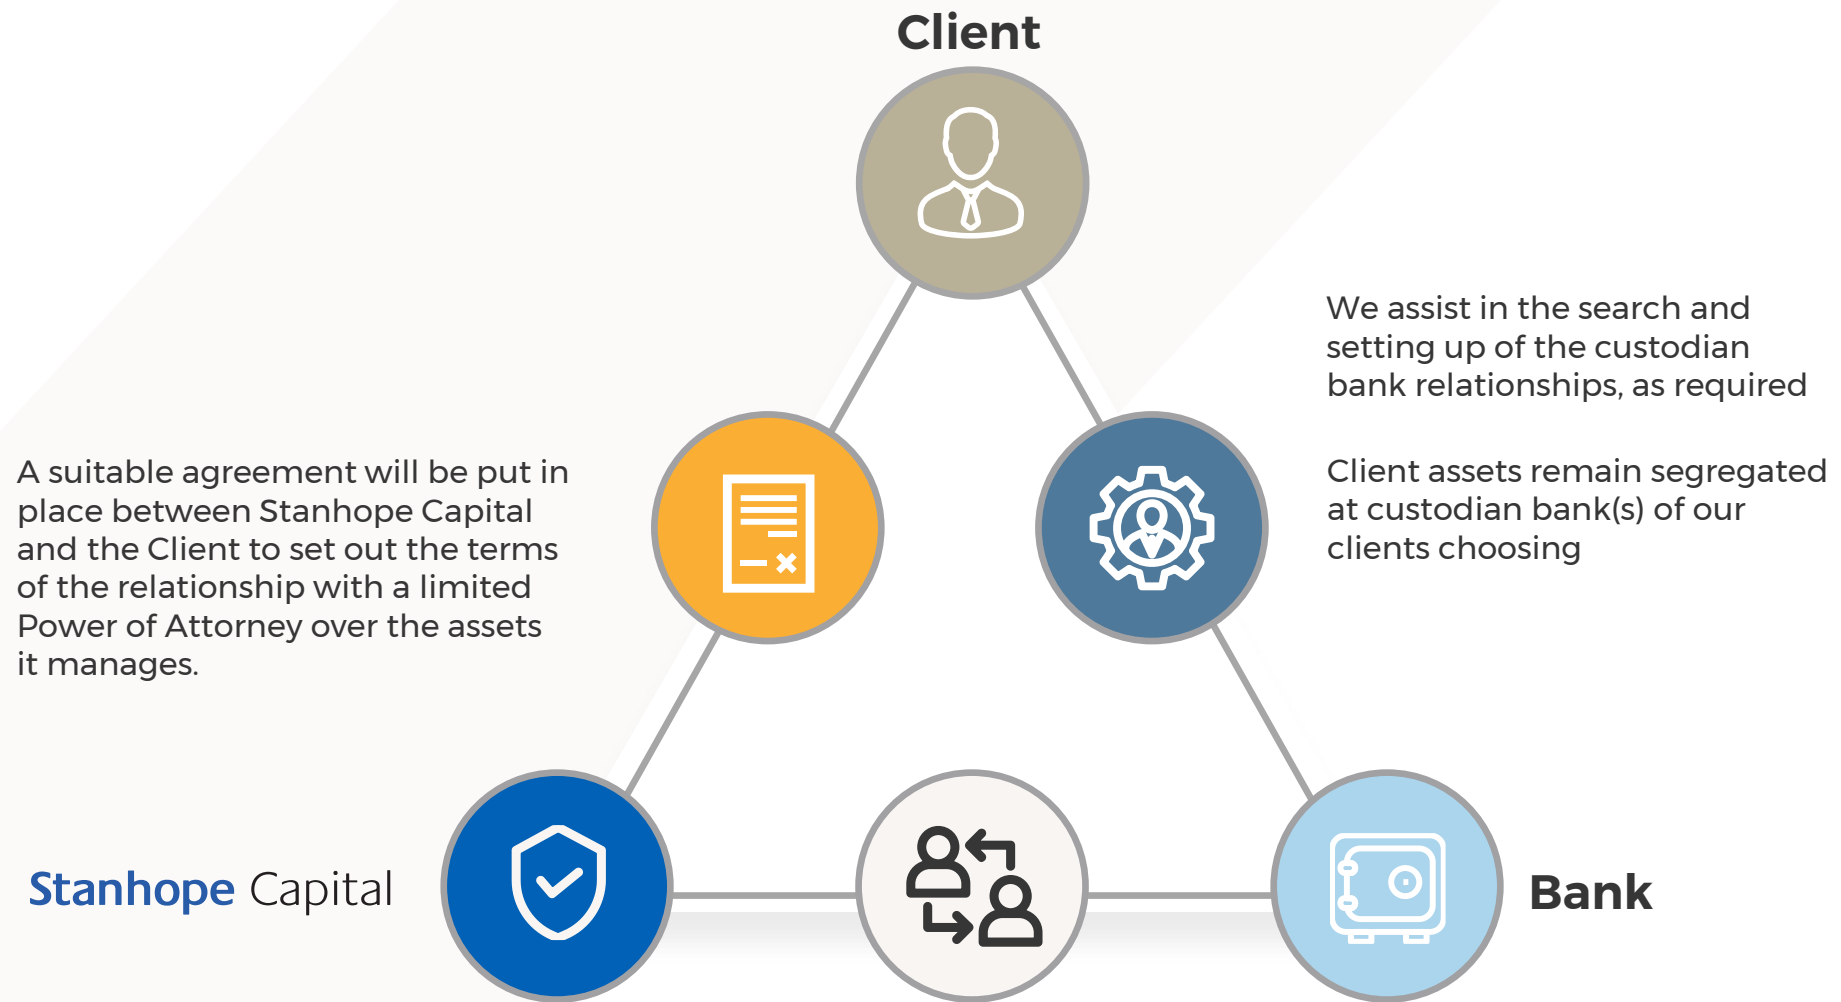 Client
We assist in the search and
setting up of the custodian
bank relationships, as required
Client assets remain segregated
at custodian bank(s) of our
clients choosing
A suitable agreement will be put in
place between Stanhope Capital
and the Client to set out the terms
of the relationship with a limited
Power of Attorney over the assets
it manages.
Stanhope Capital
Bank